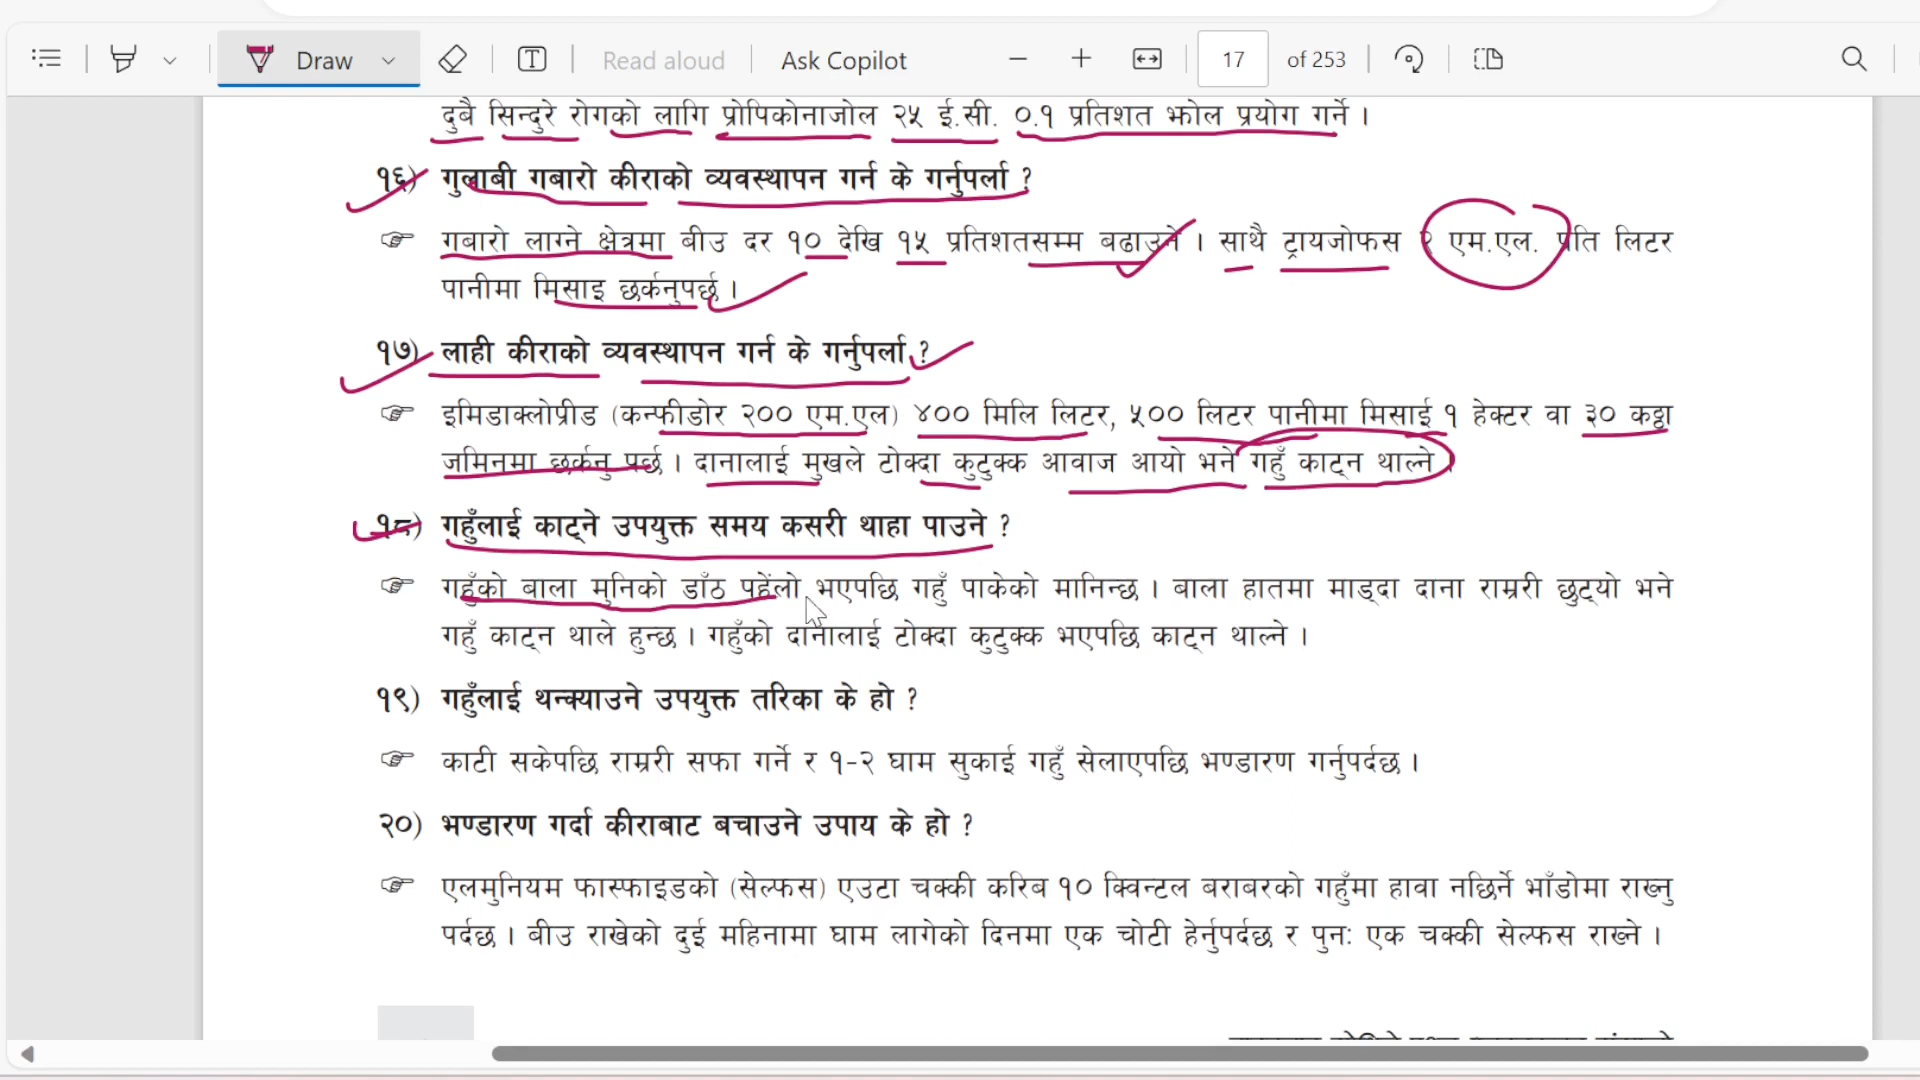 Draw
Read aloud
Ask Copilot
17 of 253
दुबै सिन्दुरे रोगको लागि प्रोपिकोनाजोल २५ ई.सी. ०.१ प्रतिशत झोल प्रयोग गर्ने ।
१६) गुलाबी गबारो कीराको व्यवस्थापन गर्न के गर्नुपर्ला ?
☞ गबारो लाग्ने क्षेत्रमा बीउ दर १० देखि १५ प्रतिशतसम्म बढाउने । साथै ट्रायजोफस एम.एल. प्रति लिटर
पानीमा मिसाइ छर्कनुपर्छ ।
१७) लाही कीराको व्यवस्थापन गर्न के गर्नुपर्ला ?
☞ इमिडाक्लोप्रीड (कन्फीडोर २०० एम.एल) ४०० मिलि लिटर, ५०० लिटर पानीमा मिसाई १ हेक्टर वा ३० कठ्ठा
जमिनमा छर्कनु पर्छ । दानालाई मुखले टोक्दा कुटुक्क आवाज आयो भने गहुँ काट्न थाल्ने ।
१८) गहुँलाई काट्ने उपयुक्त समय कसरी थाहा पाउने ?
☞ गहुँको बाला मुनिको डाँठ पहेंलो भएपछि गहुँ पाकेको मानिन्छ । बाला हातमा माड्दा दाना राम्ररी छुट्यो भने
गहुँ काट्न थाले हुन्छ । गहुँको दानालाई टोक्दा कुटुक्क भएपछि काट्न थाल्ने ।
१९) गहुँलाई थन्क्याउने उपयुक्त तरिका के हो ?
☞ काटी सकेपछि राम्ररी सफा गर्ने र १-२ घाम सुकाई गहुँ सेलाएपछि भण्डारण गर्नुपर्दछ ।
२०) भण्डारण गर्दा कीराबाट बचाउने उपाय के हो ?
☞ एलमुनियम फास्फाइडको (सेल्फस) एउटा चक्की करिब १० क्विन्टल बराबरको गहुँमा हावा नछिर्ने भाँडोमा राख्नु
पर्दछ । बीउ राखेको दुई महिनामा घाम लागेको दिनमा एक चोटी हेर्नुपर्दछ र पुनः एक चक्की सेल्फस राख्ने ।